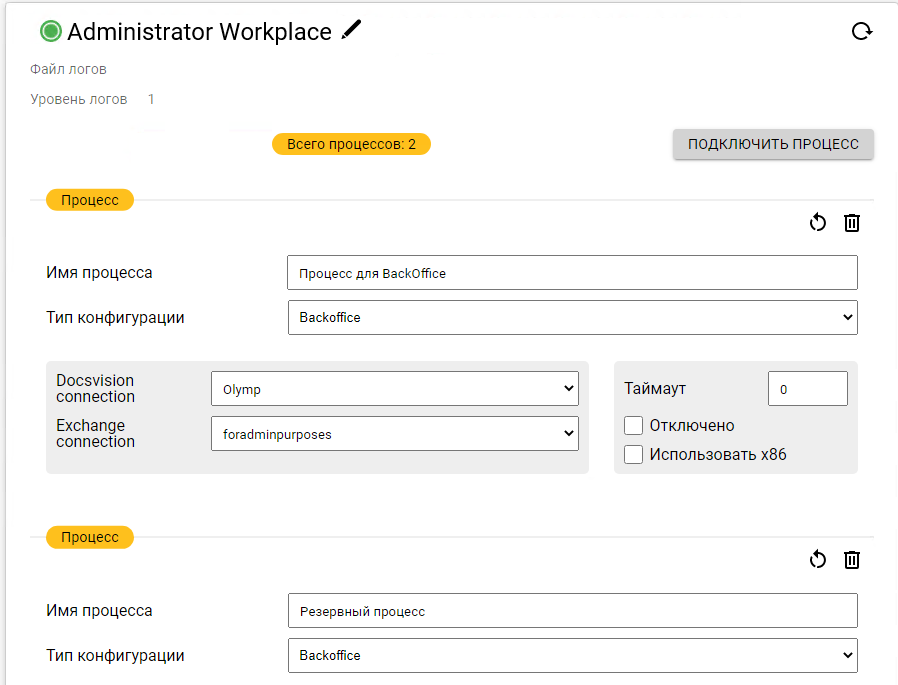 Administrator Workplace
Файл логов
Уровень логов 1
Всего процессов: 2
ПОДКЛЮЧИТЬ ПРОЦЕСС
Процесс
Имя процесса Процесс для BackOffice
Тип конфигурации Backoffice
Docsvision
connection
Olymp
Exchange
connection
foradminpurposes
Таймаут 0
Отключено
Использовать x86
Процесс
Имя процесса Резервный процесс
Тип конфигурации Backoffice